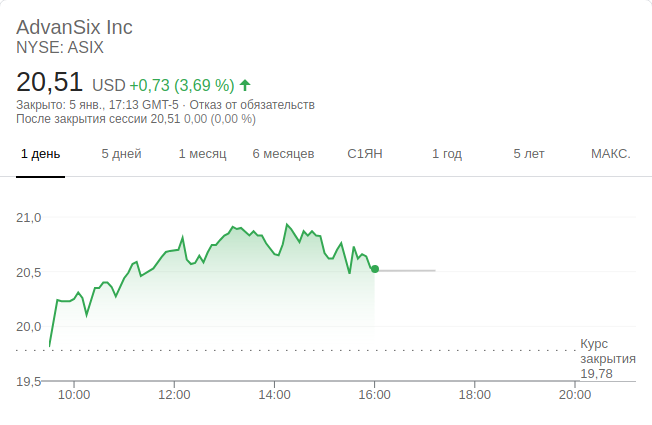 AdvanSix Inc
NYSE: ASIX
20,51 USD +0,73 (3,69 %)
Закрыто: 5 янв., 17:13 GMT-5 · Отказ от обязательств
После закрытия сессии 20,51 0,00 (0,00 %)
1 день 5 дней 1 месяц 6 месяцев С1ЯН 1 год 5 лет МАКС.
21,0
20,5
20,0
Курс
закрытия
19,78
19,5
10:00 12:00 14:00 16:00 18:00 20:00